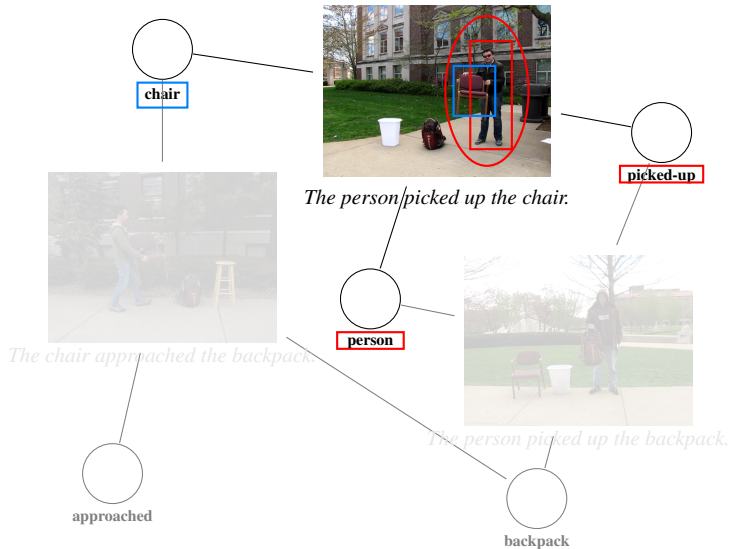 chair
picked-up
The person picked up the chair.
person
The chair approached the backpack.
The person picked up the backpack.
approached
backpack